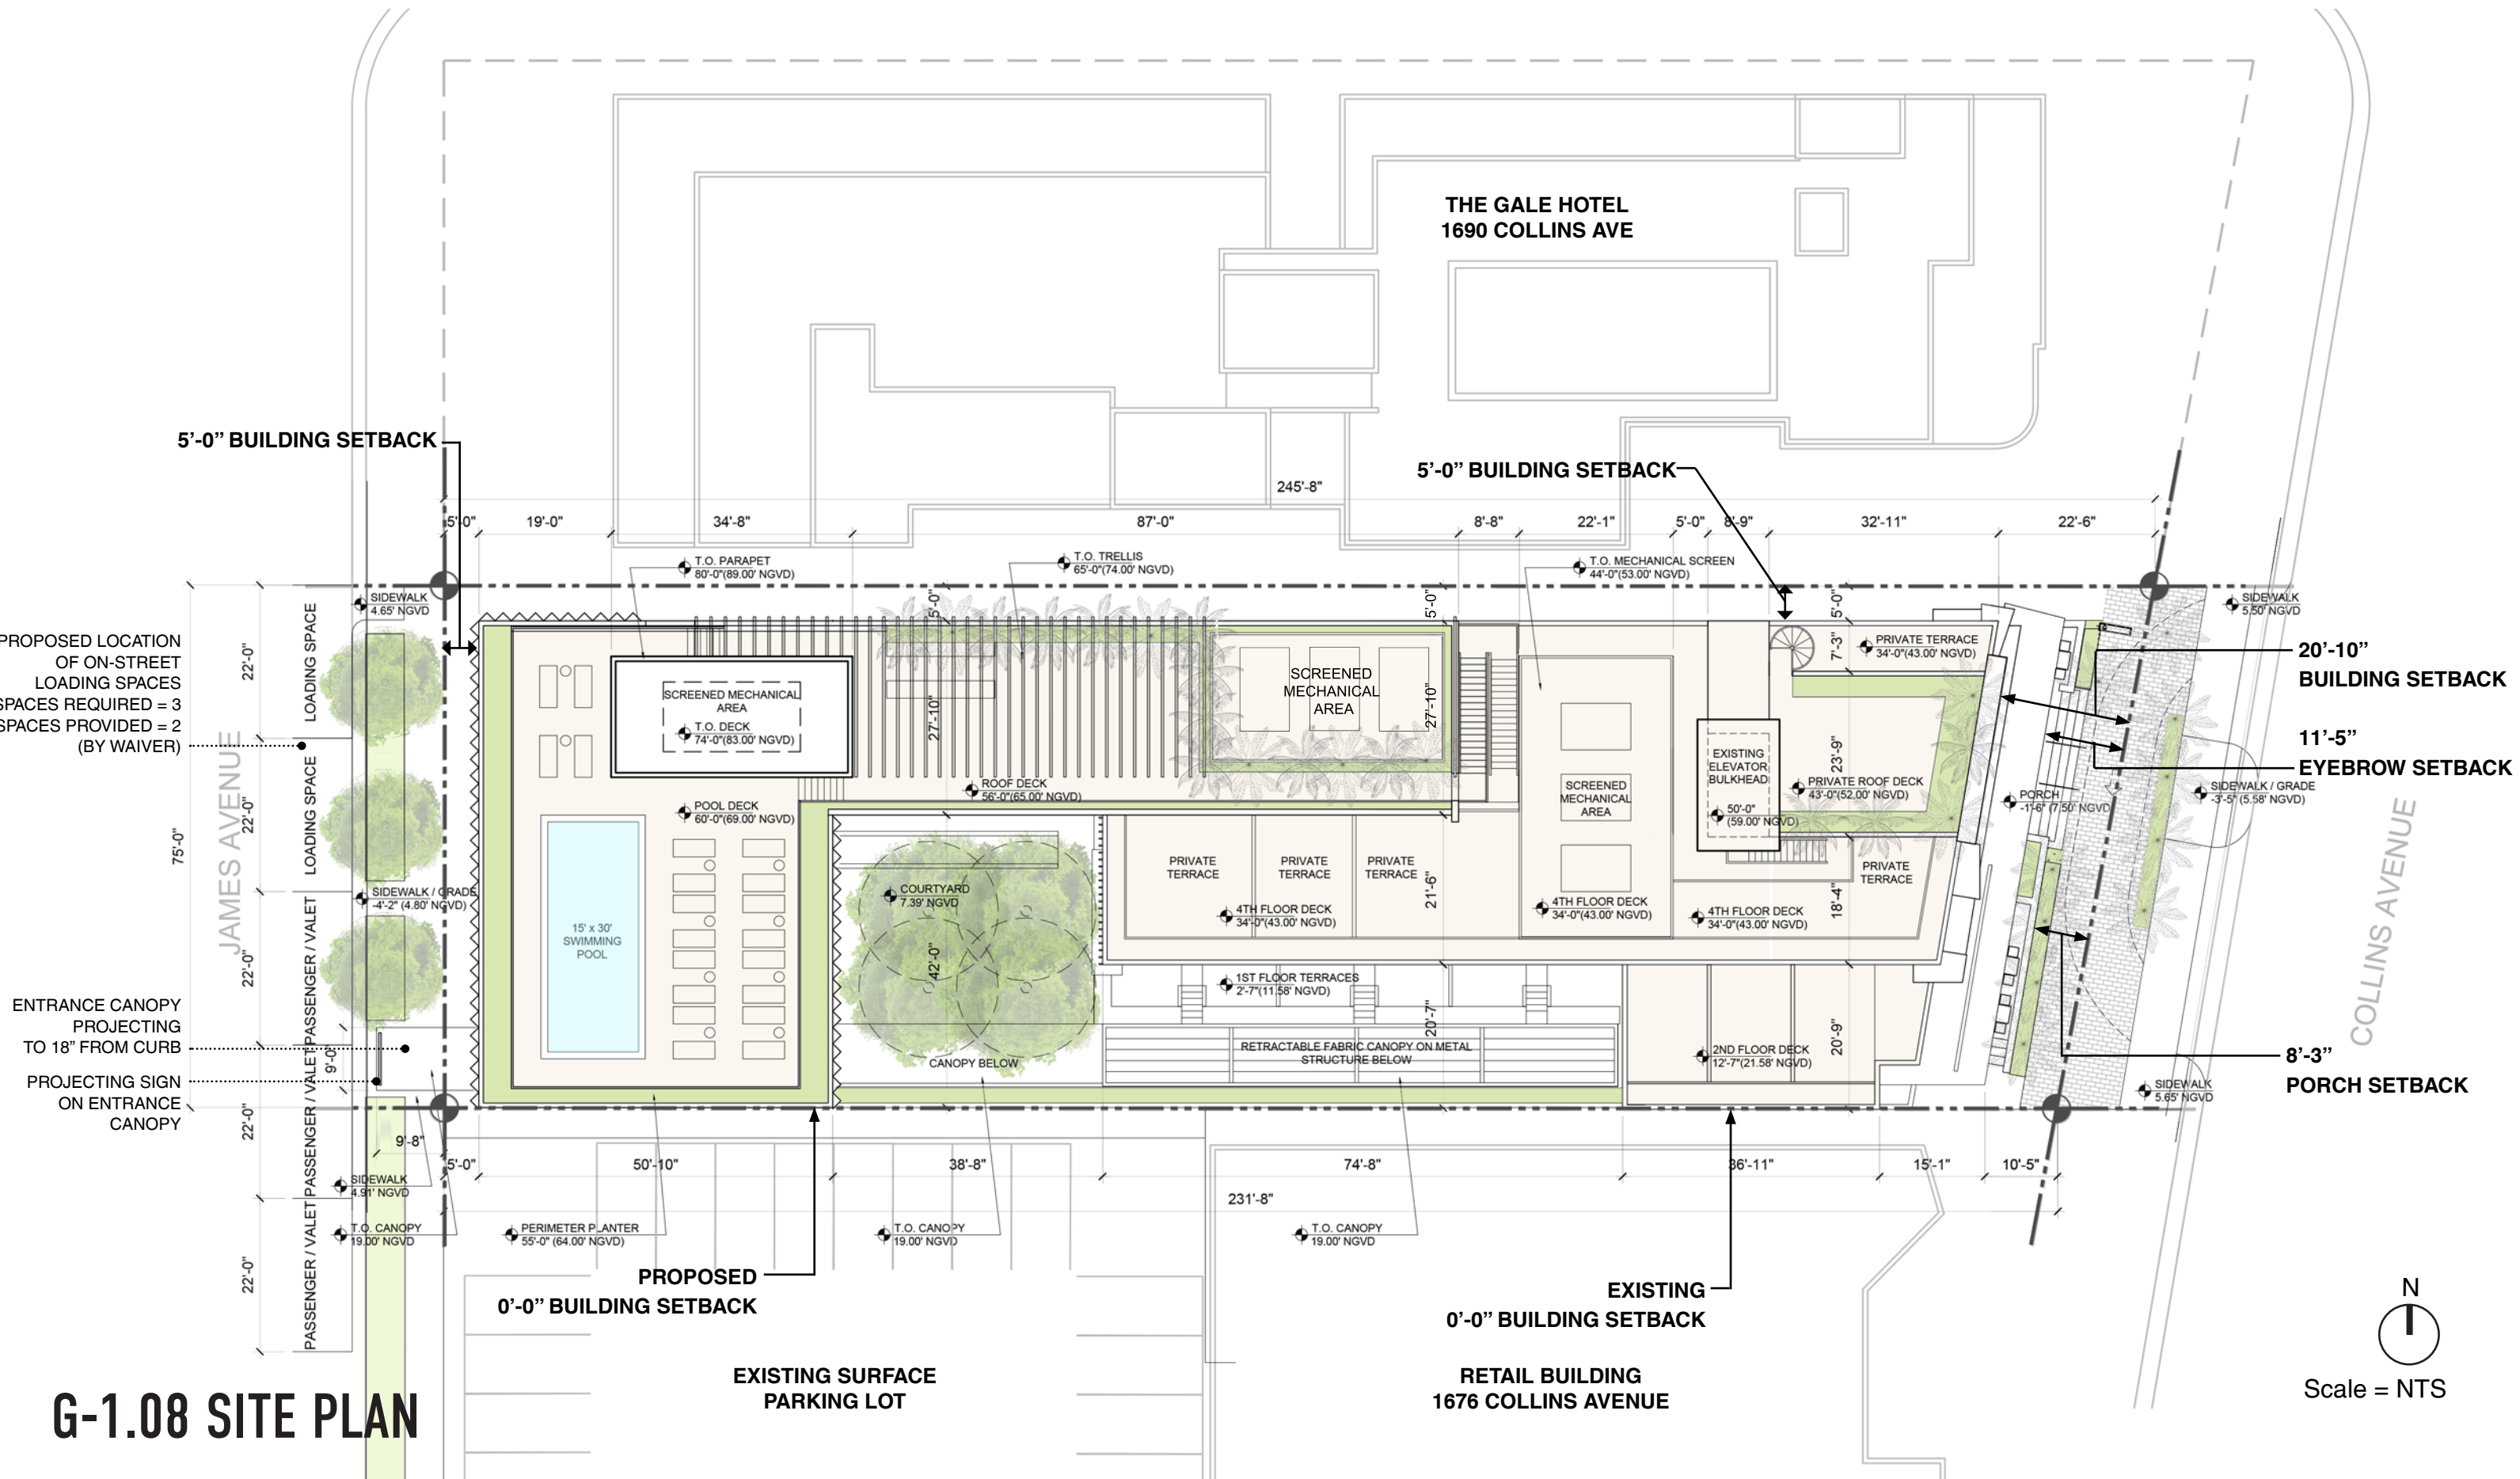 THE GALE HOTEL
1690 COLLINS AVE
5’-0” BUILDING SETBACK
5’-0” BUILDING SETBACK
245'-8"
5'-0"
19'-0"
34'-8"
87'-0"
8'-8"
22'-1"
5'-0"
8'-9"
32'-11"
22'-6"
T.O. PARAPET
80'-0"(89.00' NGVD)
T.O. TRELLIS
65'-0"(74.00' NGVD)
T.O. MECHANICAL SCREEN
44'-0"(53.00' NGVD)
SIDEWALK
4.65' NGVD
SIDEWALK
5.50' NGVD
PROPOSED LOCATION
OF ON-STREET
LOADING SPACES
SPACES REQUIRED = 3
SPACES PROVIDED = 2
(BY WAIVER)
JAMES AVENUE
75'-0"
22'-0"
22'-0"
22'-0"
22'-0"
22'-0"
LOADING SPACE
LOADING SPACE
PASSENGER / VALET
PASSENGER / VALET
PASSENGER / VALET
SIDEWALK / GRADE
-4'-2" (4.80' NGVD)
ENTRANCE CANOPY
PROJECTING
TO 18” FROM CURB
PROJECTING SIGN
ON ENTRANCE
CANOPY
9'-0"
9'-8"
SCREENED MECHANICAL
AREA
T.O. DECK
74'-0"(83.00' NGVD)
POOL DECK
60'-0"(69.00' NGVD)
15' x 30'
SWIMMING
POOL
5'-0"
27'-10"
42'-0"
ROOF DECK
56'-0"(65.00' NGVD)
COURTYARD
7.39' NGVD
CANOPY BELOW
SCREENED
MECHANICAL
AREA
5'-0"
27'-10"
21'-6"
20'-7"
PRIVATE
TERRACE
PRIVATE
TERRACE
PRIVATE
TERRACE
4TH FLOOR DECK
34'-0"(43.00' NGVD)
1ST FLOOR TERRACES
2'-7"(11.58' NGVD)
RETRACTABLE FABRIC CANOPY ON METAL
STRUCTURE BELOW
SCREENED
MECHANICAL
AREA
4TH FLOOR DECK
34'-0"(43.00' NGVD)
EXISTING
ELEVATOR
BULKHEAD
50'-0"
(59.00' NGVD)
5'-0"
7'-3"
23'-9"
18'-4"
20'-9"
PRIVATE TERRACE
34'-0"(43.00' NGVD)
PRIVATE ROOF DECK
43'-0"(52.00' NGVD)
PRIVATE
TERRACE
4TH FLOOR DECK
34'-0"(43.00' NGVD)
2ND FLOOR DECK
12'-7"(21.58' NGVD)
PORCH
-1'-6" (7.50' NGVD)
20’-10”
BUILDING SETBACK
11’-5”
EYEBROW SETBACK
SIDEWALK / GRADE
-3'-5" (5.58' NGVD)
COLLINS AVENUE
8’-3”
PORCH SETBACK
SIDEWALK
5.65' NGVD
5'-0"
50'-10"
38'-8"
74'-8"
36'-11"
15'-1"
10'-5"
231'-8"
SIDEWALK
4.91' NGVD
T.O. CANOPY
19.00' NGVD
PERIMETER PLANTER
55'-0" (64.00' NGVD)
T.O. CANOPY
19.00' NGVD
T.O. CANOPY
19.00' NGVD
PROPOSED
0’-0” BUILDING SETBACK
EXISTING
0’-0” BUILDING SETBACK
EXISTING SURFACE
PARKING LOT
RETAIL BUILDING
1676 COLLINS AVENUE
N
Scale = NTS
G-1.08 SITE PLAN